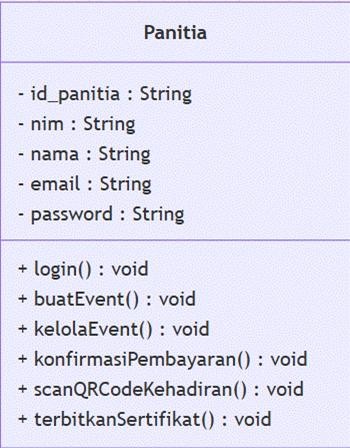 Panitia
- id_panitia : String
- nim : String
- nama : String
- email : String
- password : String
+ login() : void
+ buatEvent() : void
+ kelolaEvent() : void
+ konfirmasiPembayaran() : void
+ scanQRCodeKehadiran() : void
+ terbitkanSertifikat() : void